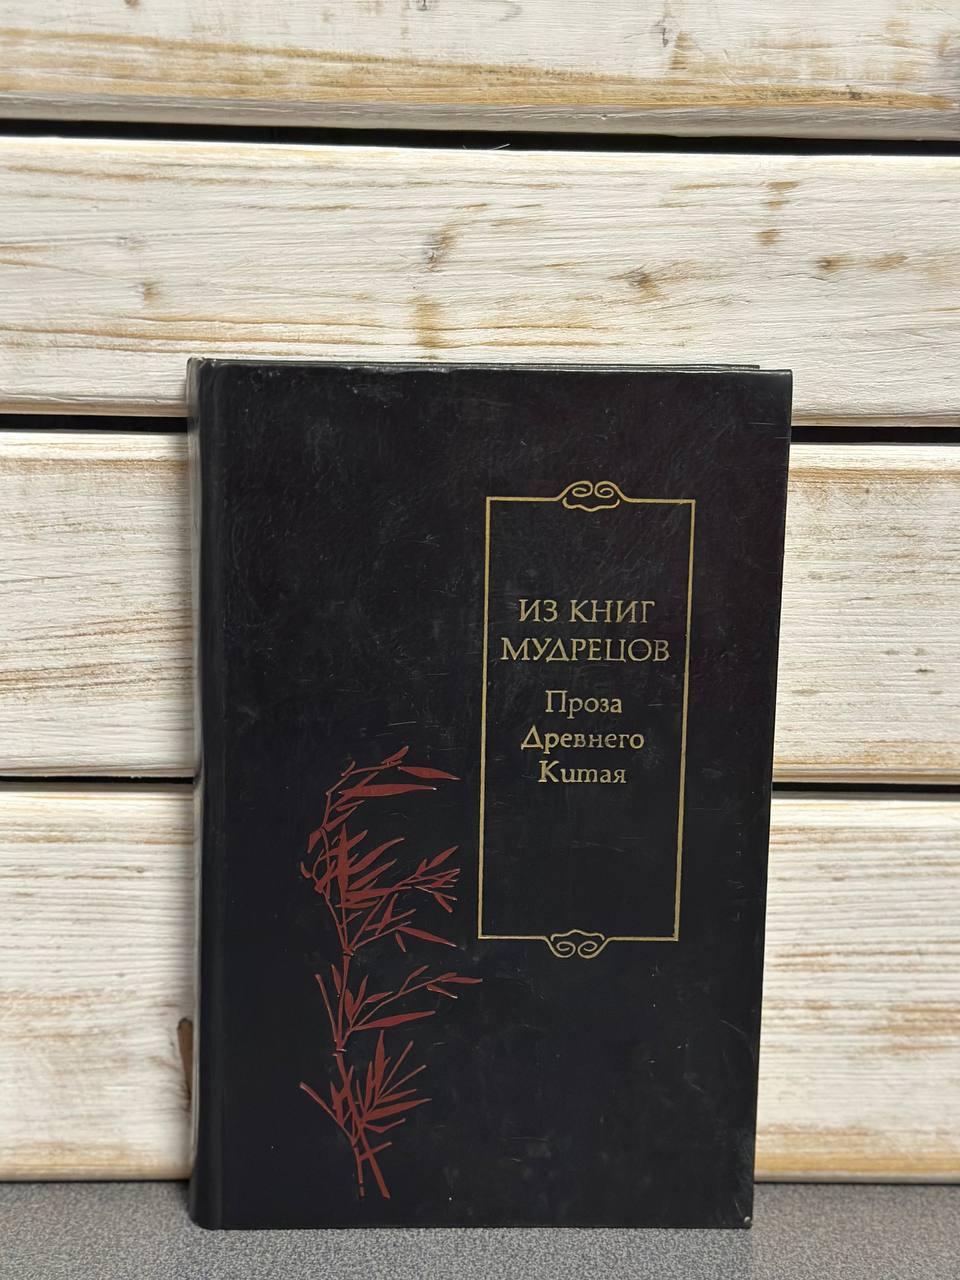 ИЗ КНИГ
МУДРЕЦОВ
Проза
Древнего
Китая